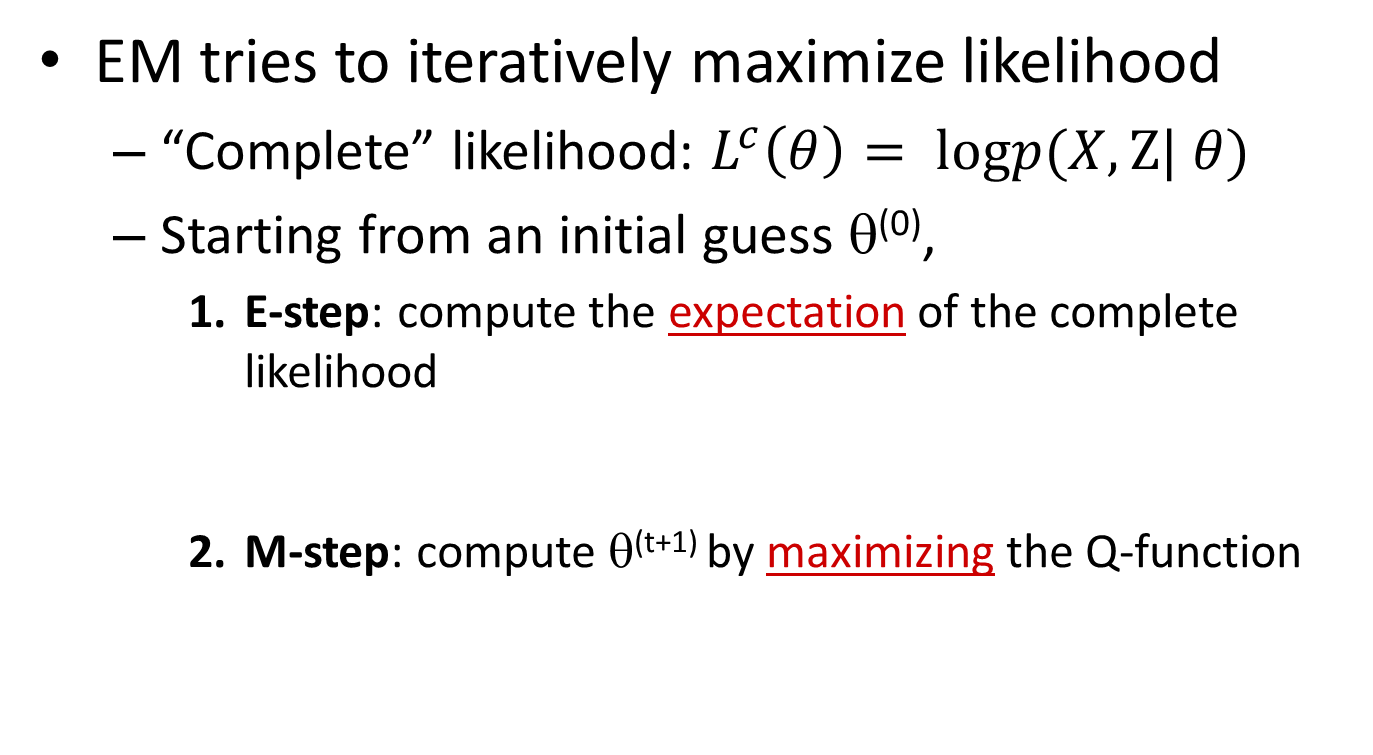 • EM tries to iteratively maximize likelihood
– “Complete” likelihood: 𝐿ᶜ(𝜃) = log𝑝(𝑋, Z| 𝜃)
– Starting from an initial guess θ⁽⁰⁾,
1. E-step: compute the expectation of the complete
likelihood
2. M-step: compute θ⁽ᵗ⁺¹⁾ by maximizing the Q-function